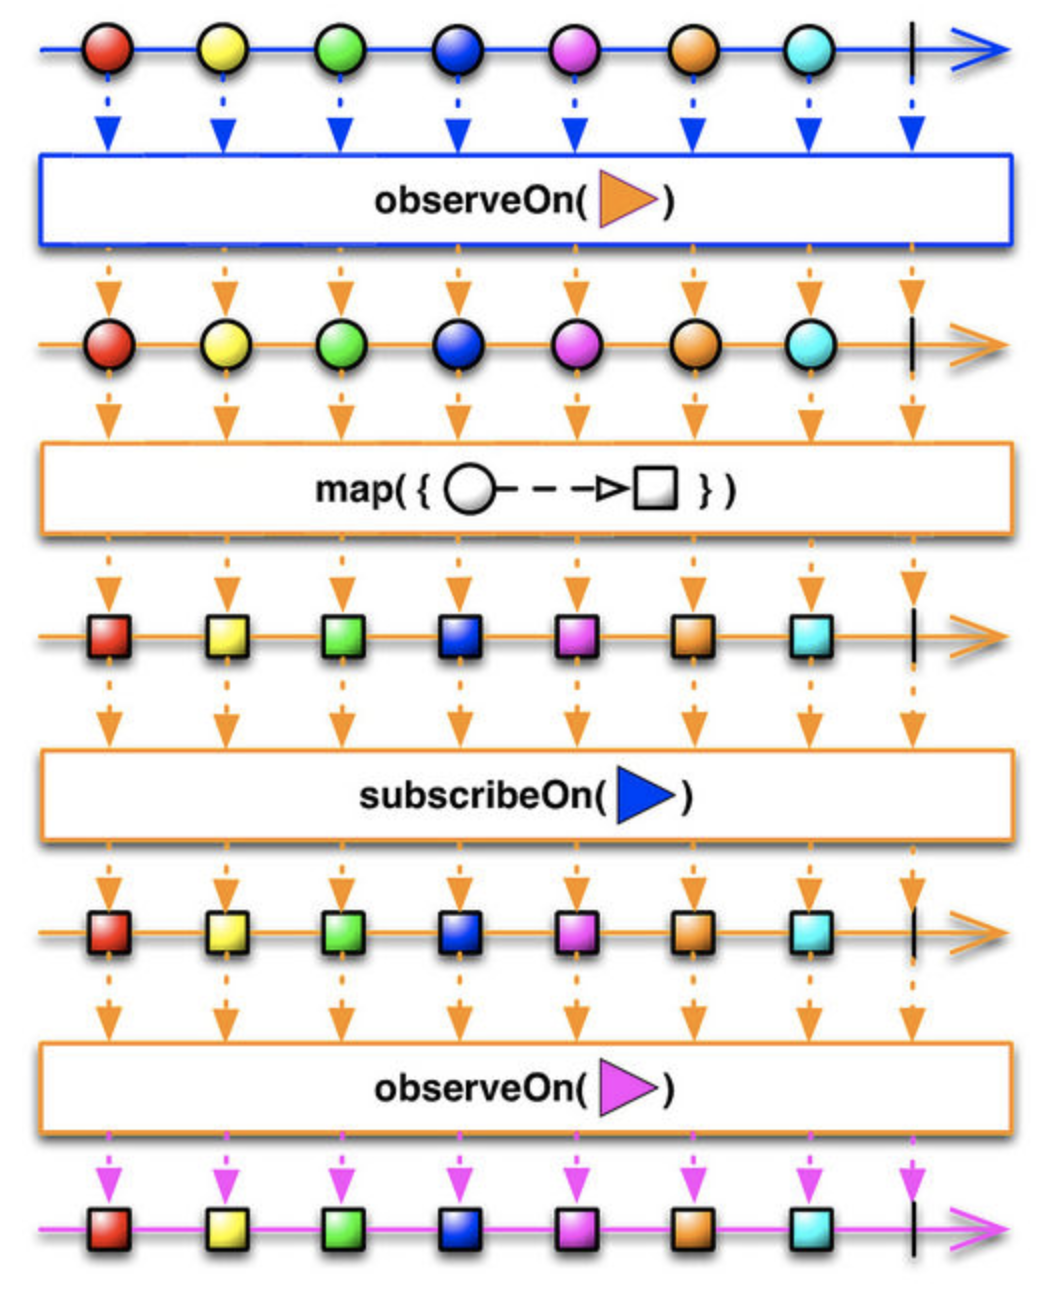 observeOn( )
map( { } )
subscribeOn( )
observeOn( )